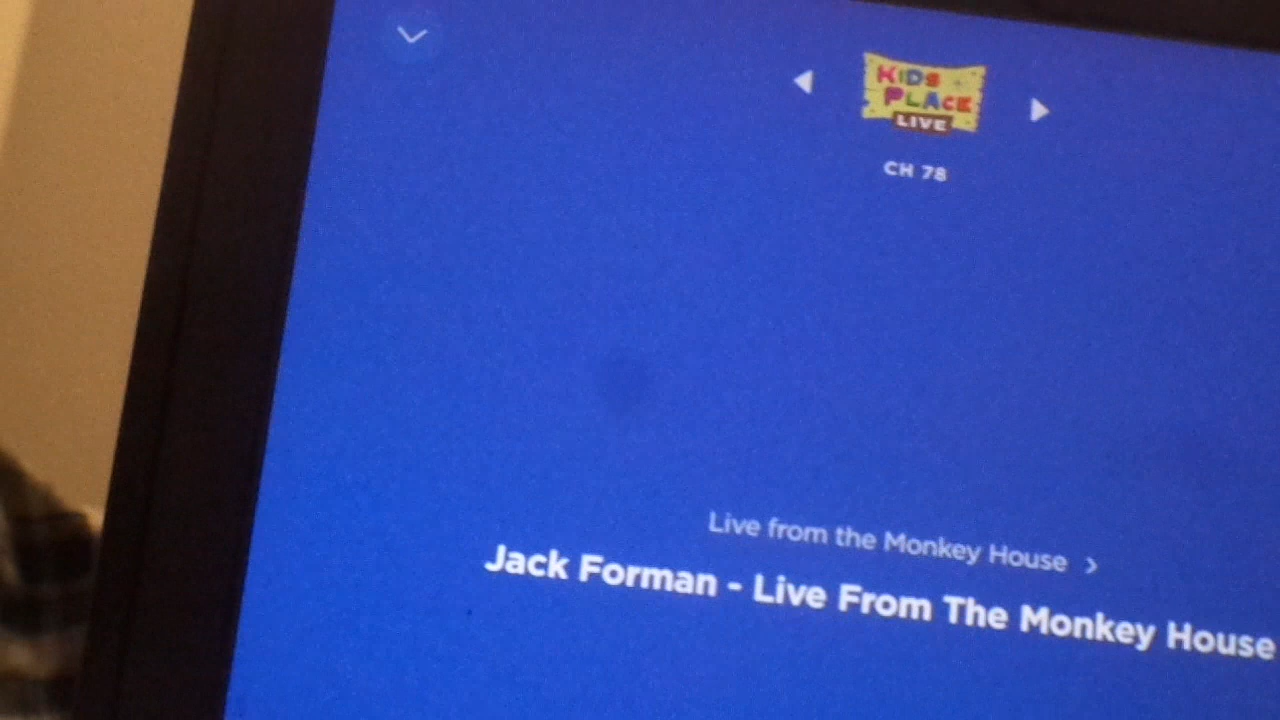 KIDS
PLACE
LIVE
CH 78
Live from the Monkey House
Jack Forman - Live From The Monkey House